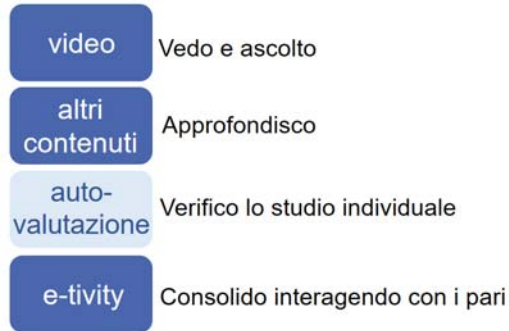 video
Vedo e ascolto
altri
contenuti
Approfondisco
auto-
valutazione
Verifico lo studio individuale
e-tivity
Consolido interagendo con i pari